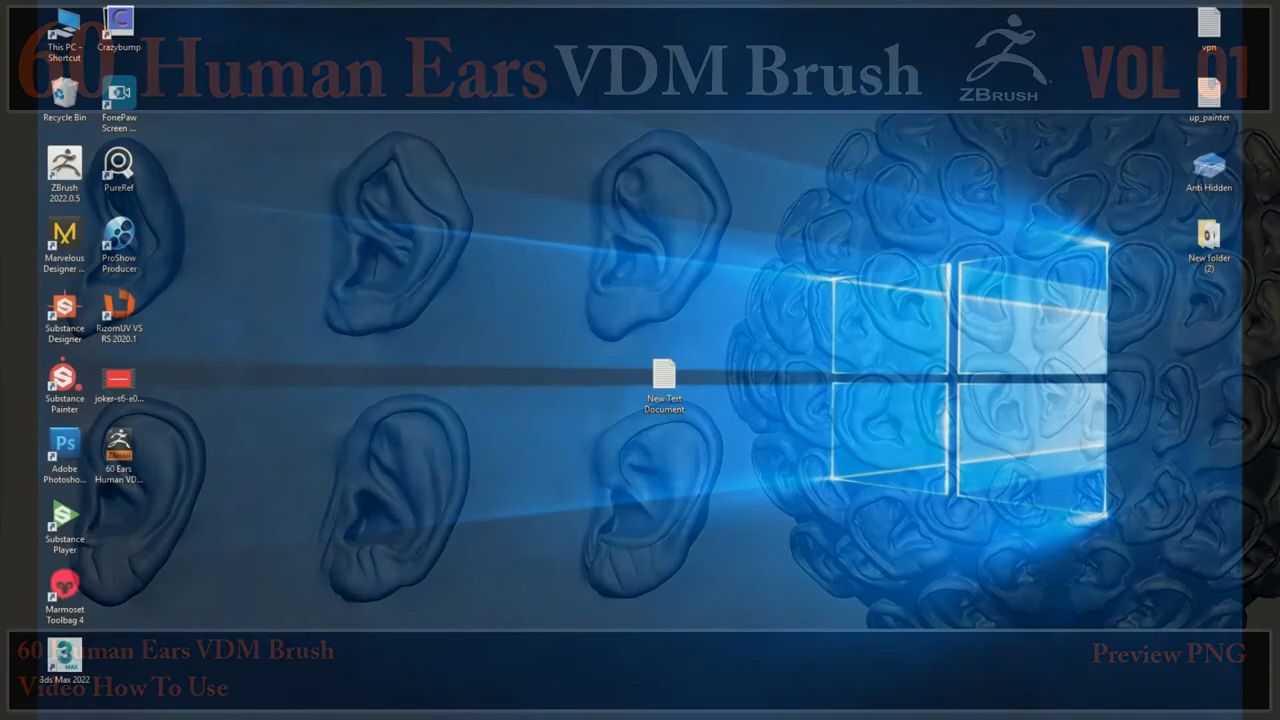 60 Human Ears VDM Brush
ZBRUSH
VOL 01
This PC -
Shortcut
Crazybump
Recycle Bin
FonePaw
Screen ...
ZBrush
2022.0.5
PureRef
Marvelous
Designer ...
ProShow
Producer
Substance
Designer
RizomUV VS
RS 2020.1
Substance
Painter
joker-s6-e0...
Adobe
Photosho...
60 Ears
Human VD...
Substance
Player
Marmoset
Toolbag 4
3ds Max 2022
New Text
Document
vpn
up_painter
Anti Hidden
New folder
(2)
60 Human Ears VDM Brush
Video How To Use
Preview PNG